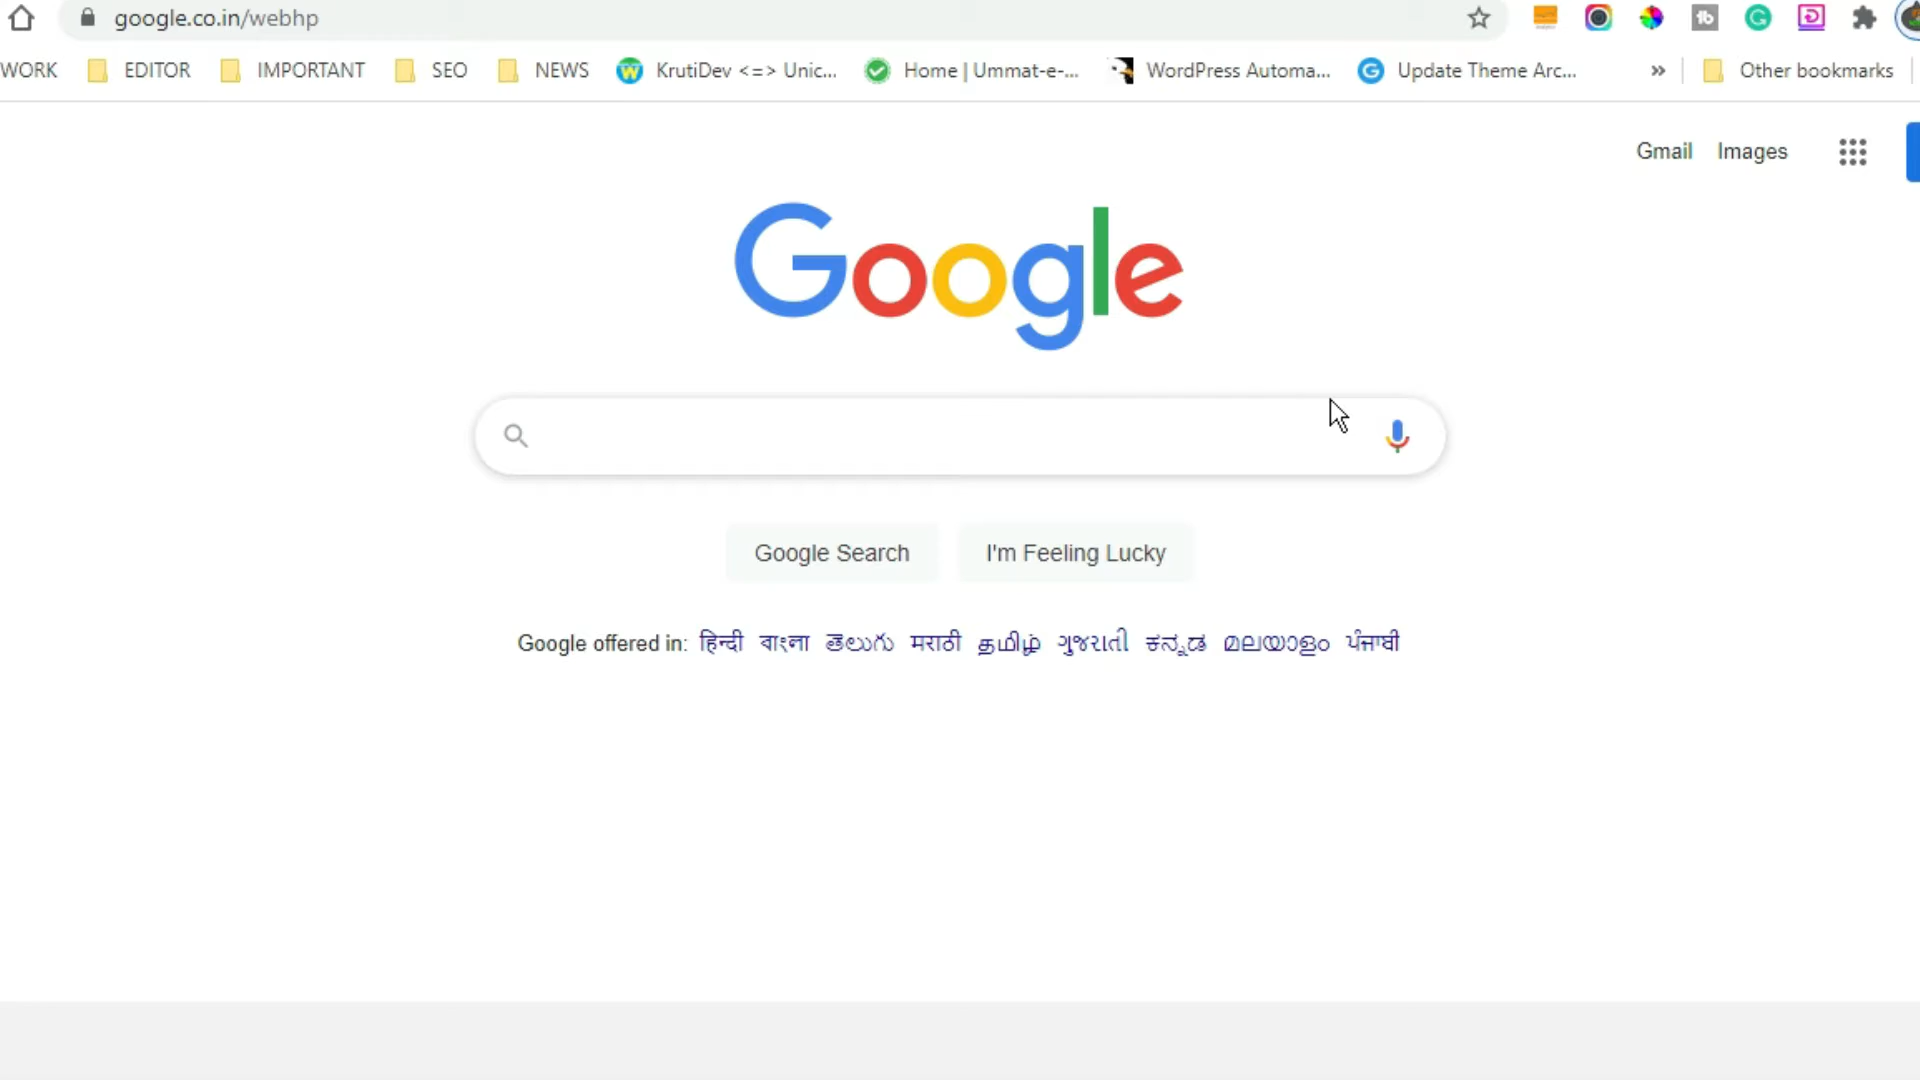 google.co.in/webhp
WORK EDITOR IMPORTANT SEO NEWS KrutiDev <=> Unic... Home | Ummat-e-... WordPress Automa... Update Theme Arc... » Other bookmarks
Gmail Images
Google
Google Search I'm Feeling Lucky
Google offered in: हिन्दी বাংলা తెలుగు मराठी தமிழ் ગુજરાતી ಕನ್ನಡ മലയാളം ਪੰਜਾਬੀ